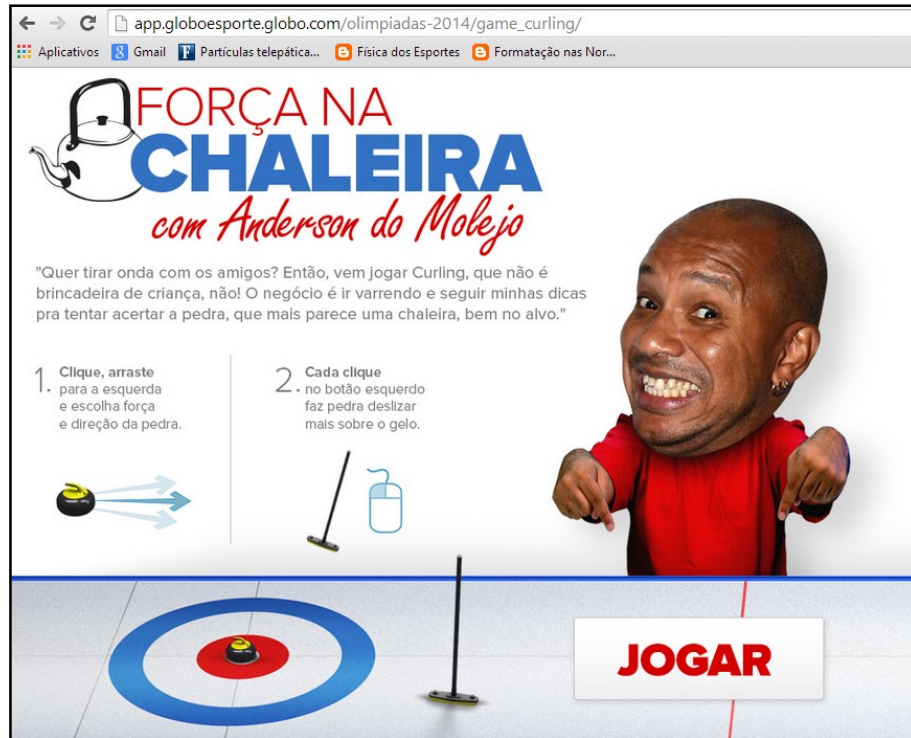 app.globoesporte.globo.com/olimpiadas-2014/game_curling/
Aplicativos Gmail Partículas telepática... Física dos Esportes Formatação nas Nor...
FORÇA NA
CHALEIRA
com Anderson do Molejo
"Quer tirar onda com os amigos? Então, vem jogar Curling, que não é
brincadeira de criança, não! O negócio é ir varrendo e seguir minhas dicas
pra tentar acertar a pedra, que mais parece uma chaleira, bem no alvo."
1. Clique, arraste
para a esquerda
e escolha força
e direção da pedra.
2. Cada clique
no botão esquerdo
faz pedra deslizar
mais sobre o gelo.
JOGAR